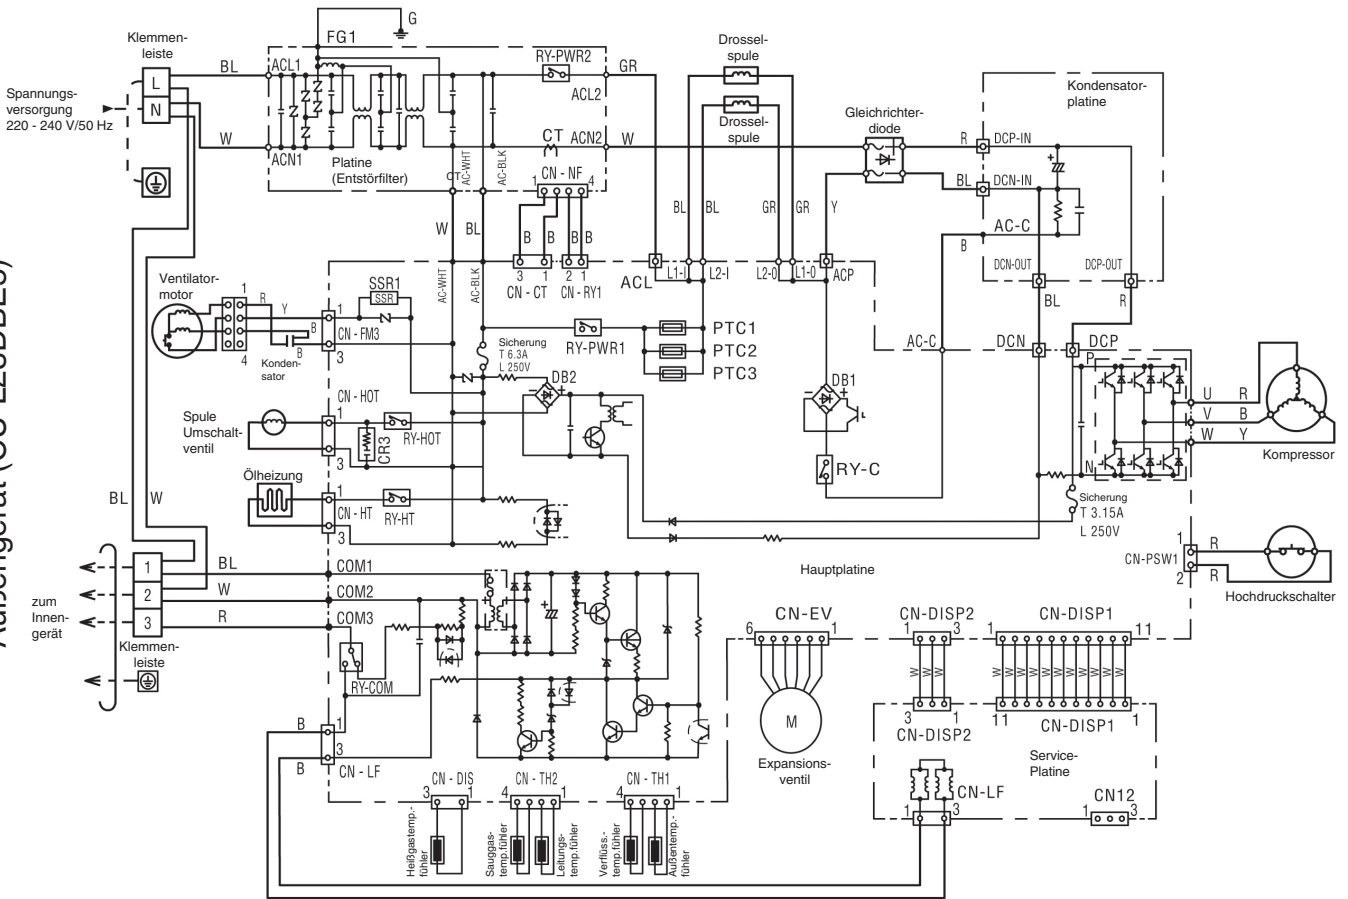 G
Klemmen-
leiste
FG1
RY-PWR2
BL
ACL1
GR
L
N
Spannungs-
versorgung
220 - 240 V/50 Hz
ACL2
W
ACN1
Platine
(Entstörfilter)
CT
ACN2
W
CT
AC-WHT
AC-BLK
CN - NF
1
4
Drossel-
spule
Drossel-
spule
Gleichrichter-
diode
Kondensator-
platine
R
DCP-IN
BL
DCN-IN
AC-C
B
DCN-OUT
DCP-OUT
BL
R
W
BL
B
B
B
B
BL
BL
GR
GR
Y
3
1
2
1
CN - CT
CN - RY1
ACL
L1-I
L2-I
L2-O
L1-O
ACP
AC-WHT
AC-BLK
Ventilator-
motor
1
4
R
Y
B
B
Konden-
sator
1
CN - FM3
3
SSR1
SSR
RY-PWR1
PTC1
PTC2
PTC3
Sicherung
T 6.3A
L 250V
DB2
DB1
AC-C
DCN
DCP
P
N
U
R
V
B
W
Y
Kompressor
CN - HOT
1
3
Spule
Umschalt-
ventil
RY-HOT
CR3
RY-C
Ölheizung
1
CN - HT
3
RY-HT
Sicherung
T 3.15A
L 250V
BL
W
Außengerät (CU-E25DBE5)
1
CN-PSW1
2
R
R
Hochdruckschalter
Hauptplatine
1
2
3
BL
COM1
W
COM2
R
COM3
zum
Innen-
gerät
Klemmen-
leiste
RY-COM
B
1
3
B
CN - LF
CN-EV
6
1
M
Expansions-
ventil
CN-DISP2
1
3
W
W
W
3
1
CN-DISP2
CN-DISP1
1
11
W
W
W
W
W
W
W
W
W
W
W
11
1
CN-DISP1
Service-
Platine
CN-LF
1
3
CN12
1
3
CN - DIS
3
1
CN - TH2
4
1
CN - TH1
4
1
Heißgastemp.-
fühler
Sauggas-
temp.fühler
Leitungs-
temp.fühler
Verflüss.-
temp.fühler
Außentemp.-
fühler